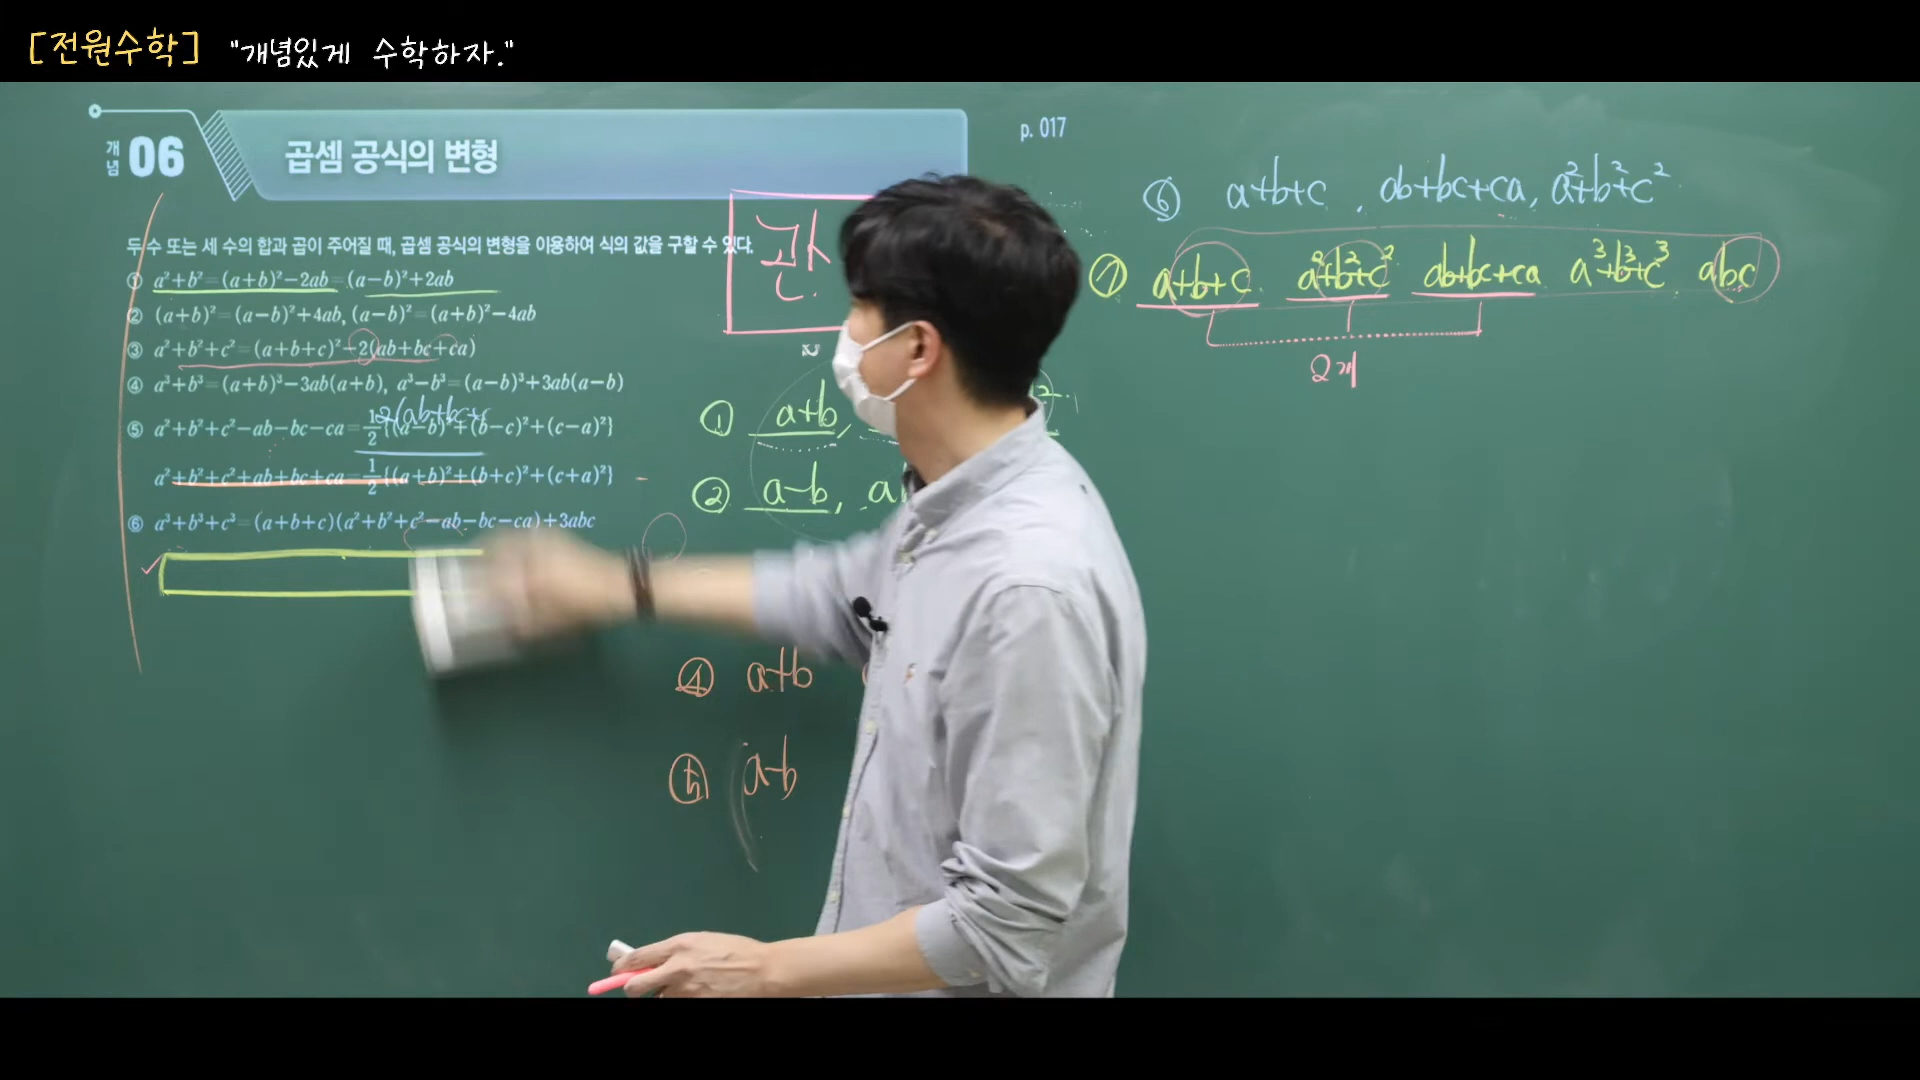 [전원수학] "개념있게 수학하자."
개념 06 곱셈 공식의 변형
p. 017
두 수 또는 세 수의 합과 곱이 주어질 때, 곱셈 공식의 변형을 이용하여 식의 값을 구할 수 있다.
① a²+b²=(a+b)²−2ab=(a−b)²+2ab
② (a+b)²=(a−b)²+4ab, (a−b)²=(a+b)²−4ab
③ a²+b²+c²=(a+b+c)²−2(ab+bc+ca)
④ a³+b³=(a+b)³−3ab(a+b), a³−b³=(a−b)³+3ab(a−b)
2(ab+bc+c
⑤ a²+b²+c²−ab−bc−ca=½{(a−b)²+(b−c)²+(c−a)²}
a²+b²+c²+ab+bc+ca=½{(a+b)²+(b+c)²+(c+a)²}
⑥ a³+b³+c³=(a+b+c)(a²+b²+c²−ab−bc−ca)+3abc
① a+b,
② a−b, a
④ a+b
⑤ a−b
⑥ a+b+c, ab+bc+ca, a²+b²+c²
⑦ a+b+c a²+b²+c² ab+bc+ca a³+b³+c³ abc
2개